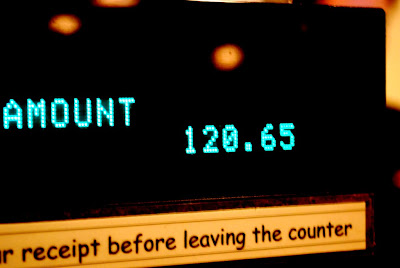 AMOUNT
120.65
receipt before leaving the counter